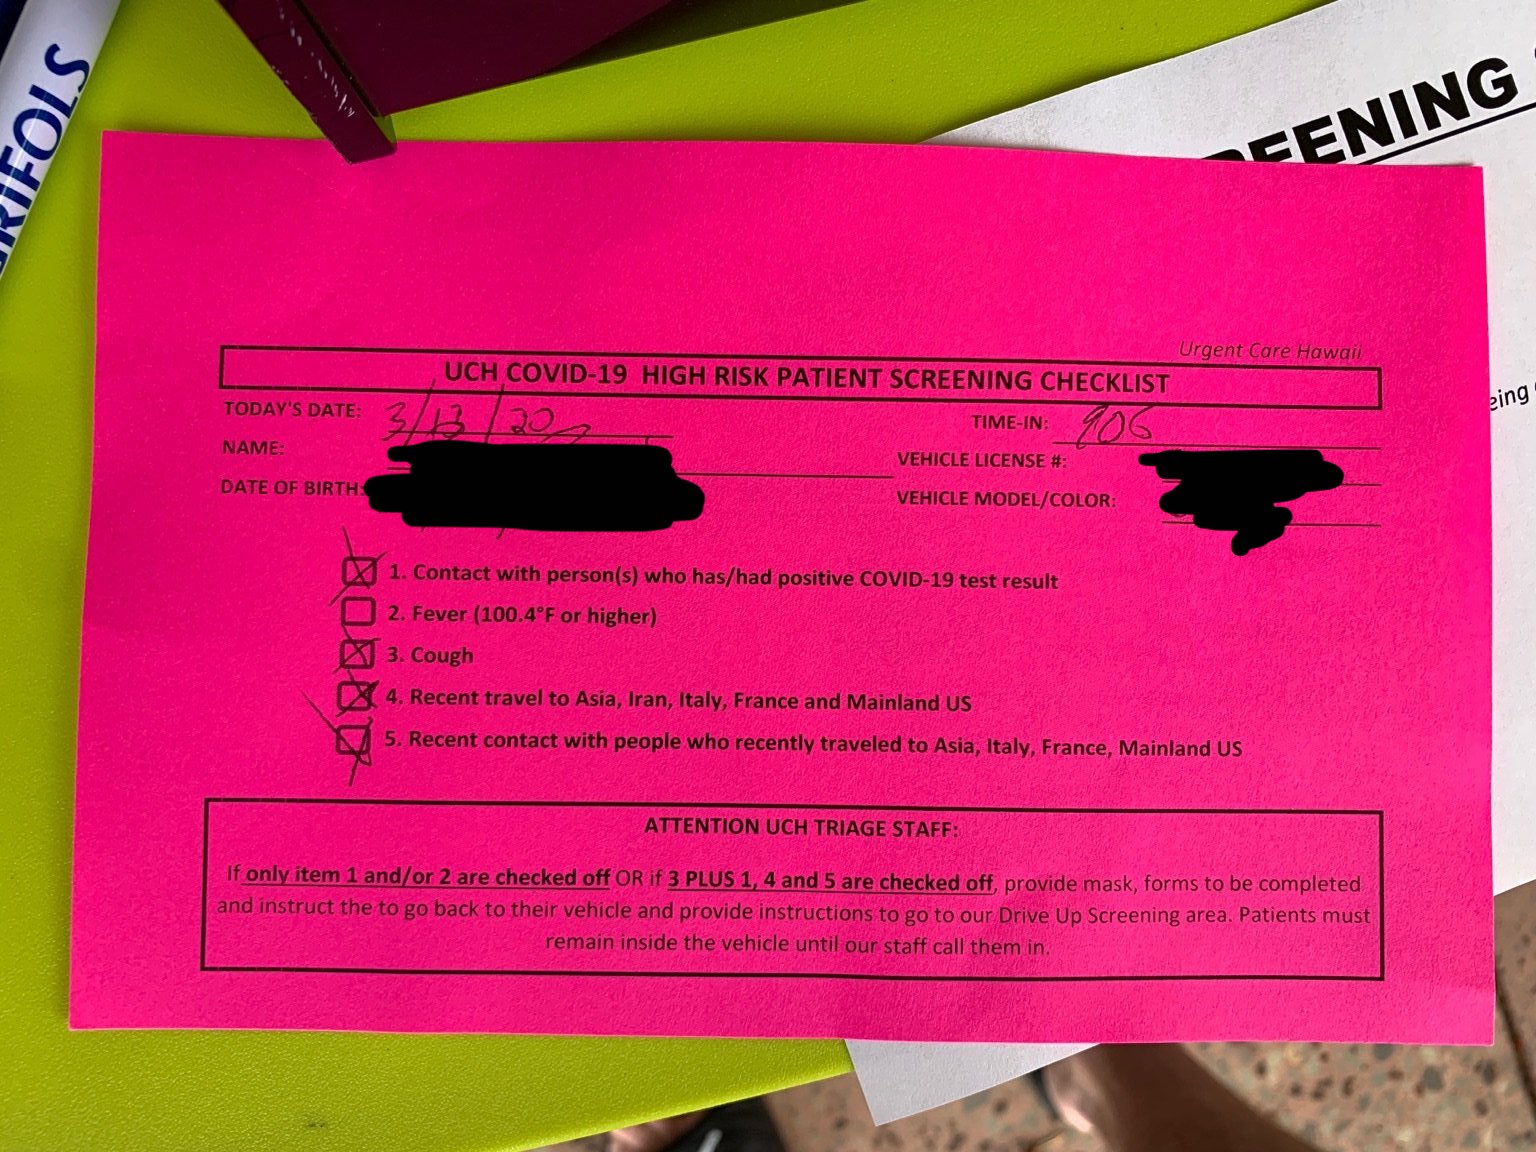 GRIFOLS
EENING
eing
Urgent Care Hawaii
UCH COVID-19 HIGH RISK PATIENT SCREENING CHECKLIST
TODAY'S DATE: 3/13/20 TIME-IN: 906
NAME: VEHICLE LICENSE #:
DATE OF BIRTH: VEHICLE MODEL/COLOR:
1. Contact with person(s) who has/had positive COVID-19 test result
2. Fever (100.4°F or higher)
3. Cough
4. Recent travel to Asia, Iran, Italy, France and Mainland US
5. Recent contact with people who recently traveled to Asia, Italy, France, Mainland US
ATTENTION UCH TRIAGE STAFF:
If only item 1 and/or 2 are checked off OR if 3 PLUS 1, 4 and 5 are checked off, provide mask, forms to be completed
and instruct the to go back to their vehicle and provide instructions to go to our Drive Up Screening area. Patients must
remain inside the vehicle until our staff call them in.